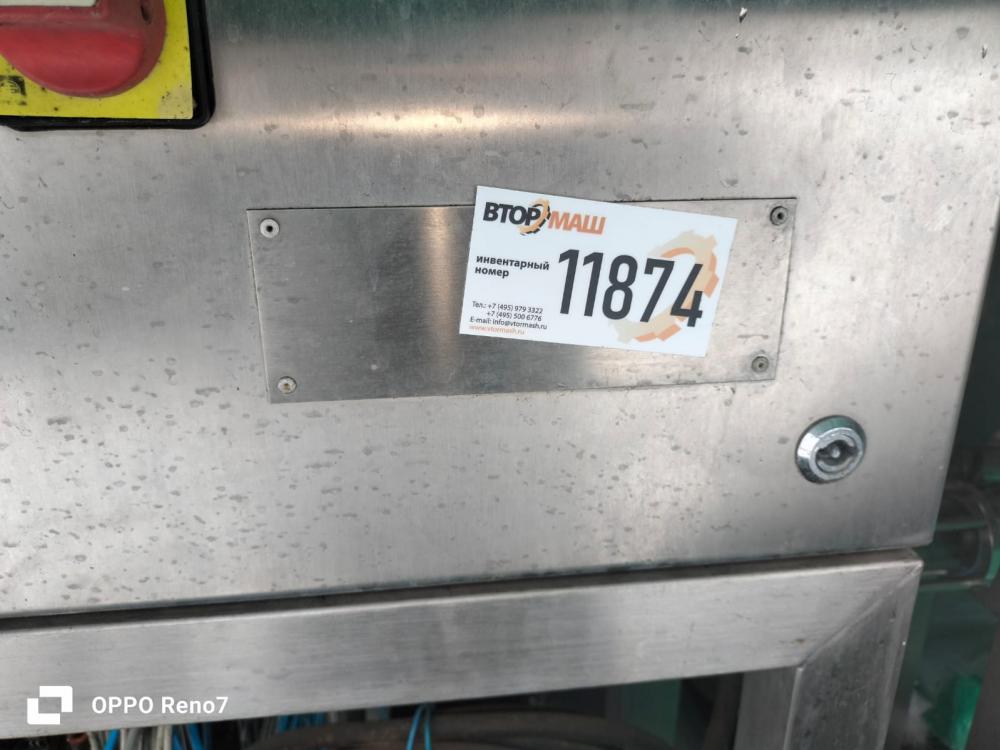 ВТОРМАШ
инвентарный
номер
11874
Тел.: +7 (495) 979 3322
+7 (495) 500 6776
E-mail: info@vtormash.ru
www.vtormash.ru
OPPO Reno7